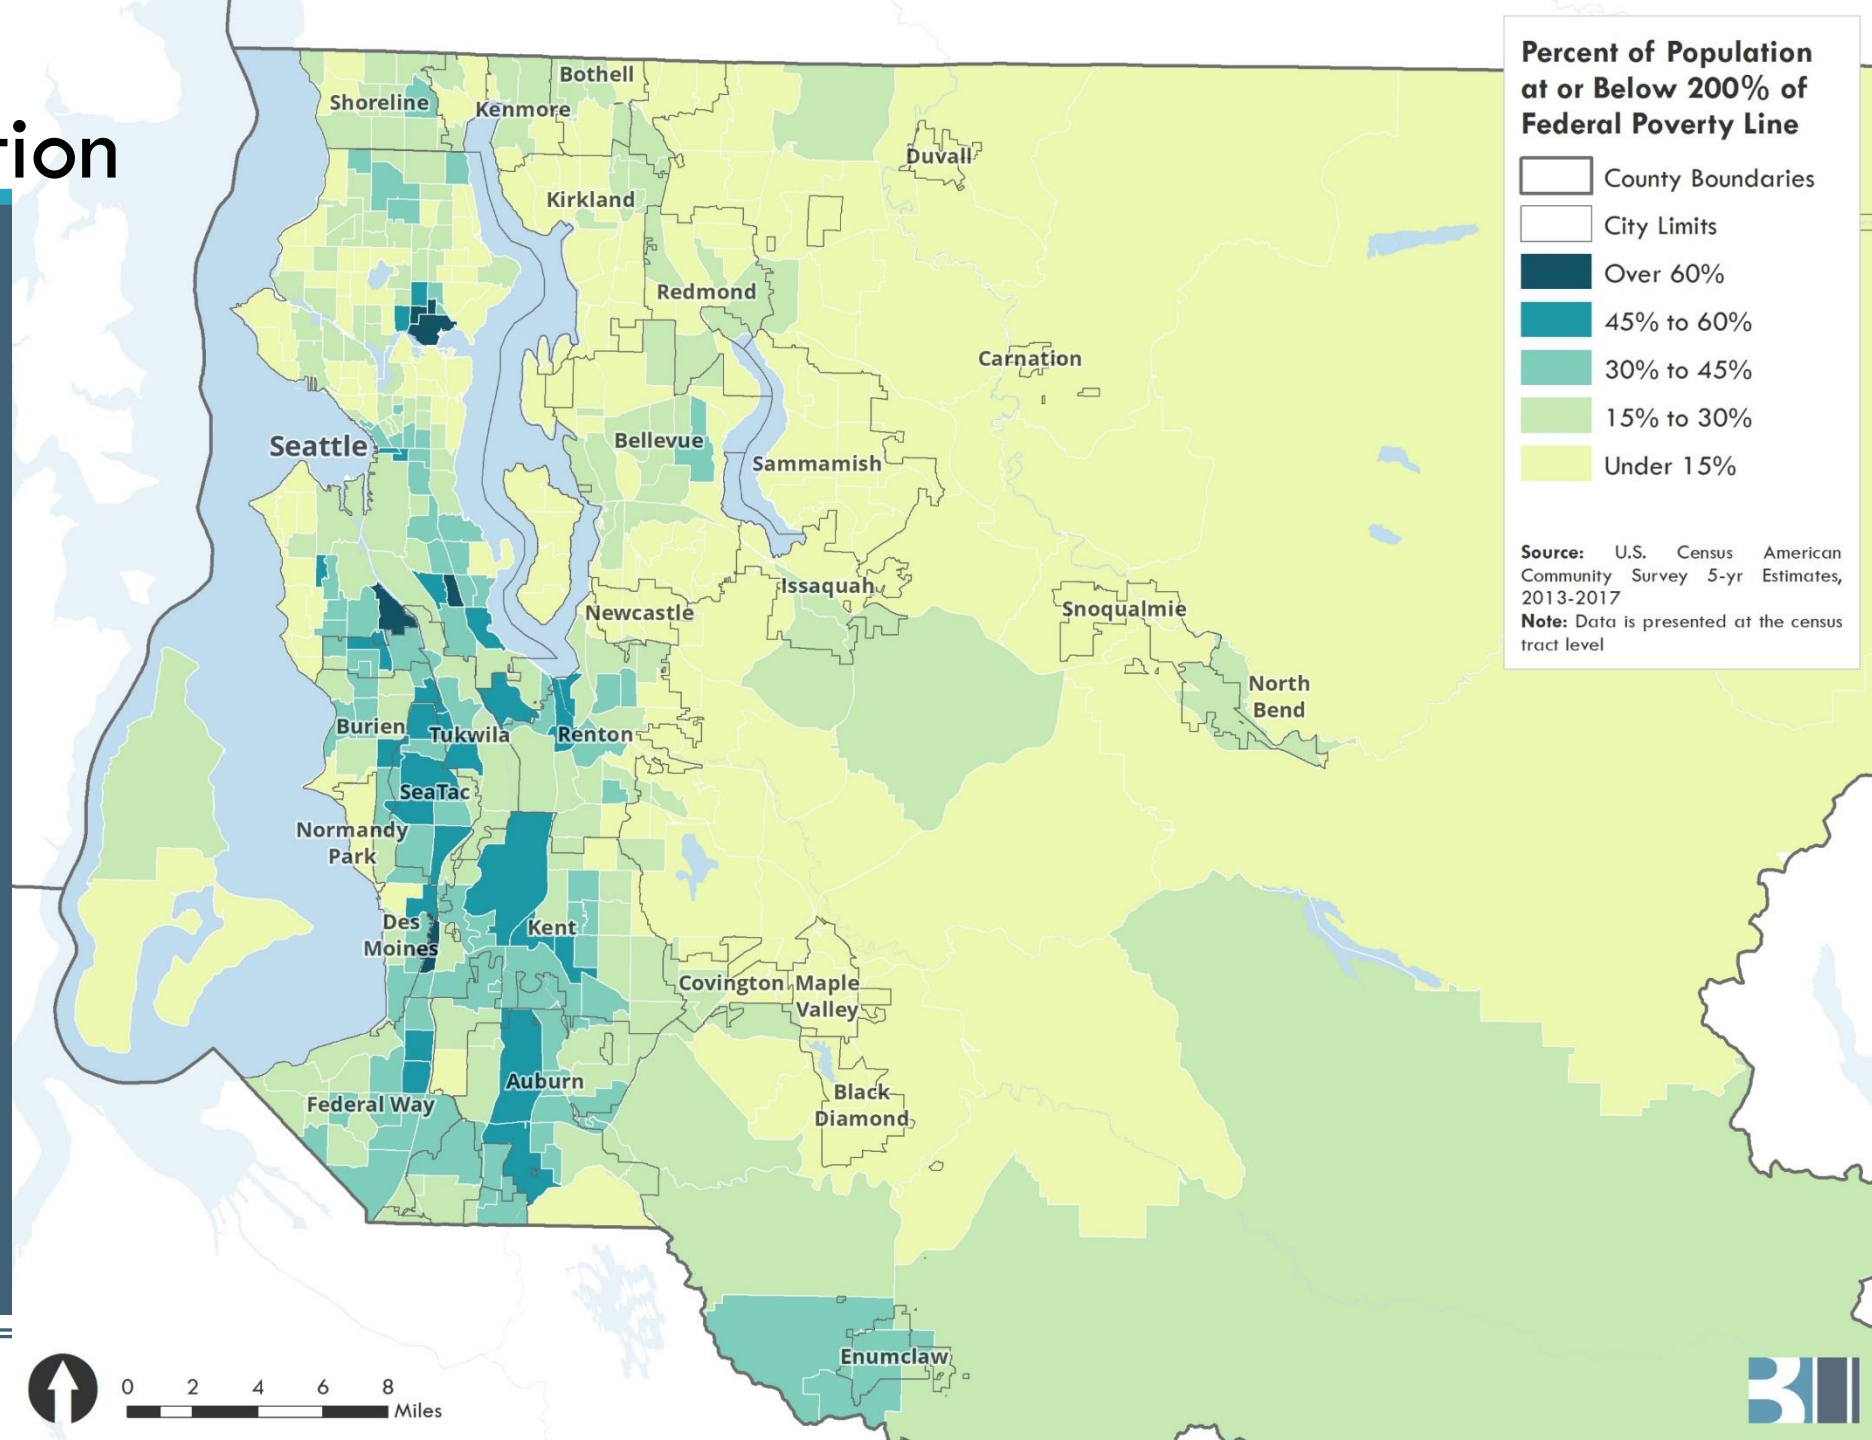 tion
Shoreline
Bothell
Kenmore
Duvall
Kirkland
Redmond
Carnation
Seattle
Bellevue
Sammamish
Issaquah
Newcastle
Snoqualmie
North
Bend
Burien
Tukwila
Renton
SeaTac
Normandy
Park
Des
Moines
Kent
Covington
Maple
Valley
Auburn
Federal Way
Black
Diamond
Enumclaw
Percent of Population
at or Below 200% of
Federal Poverty Line
County Boundaries
City Limits
Over 60%
45% to 60%
30% to 45%
15% to 30%
Under 15%
Source: U.S. Census American
Community Survey 5-yr Estimates,
2013-2017
Note: Data is presented at the census
tract level
0 2 4 6 8
Miles